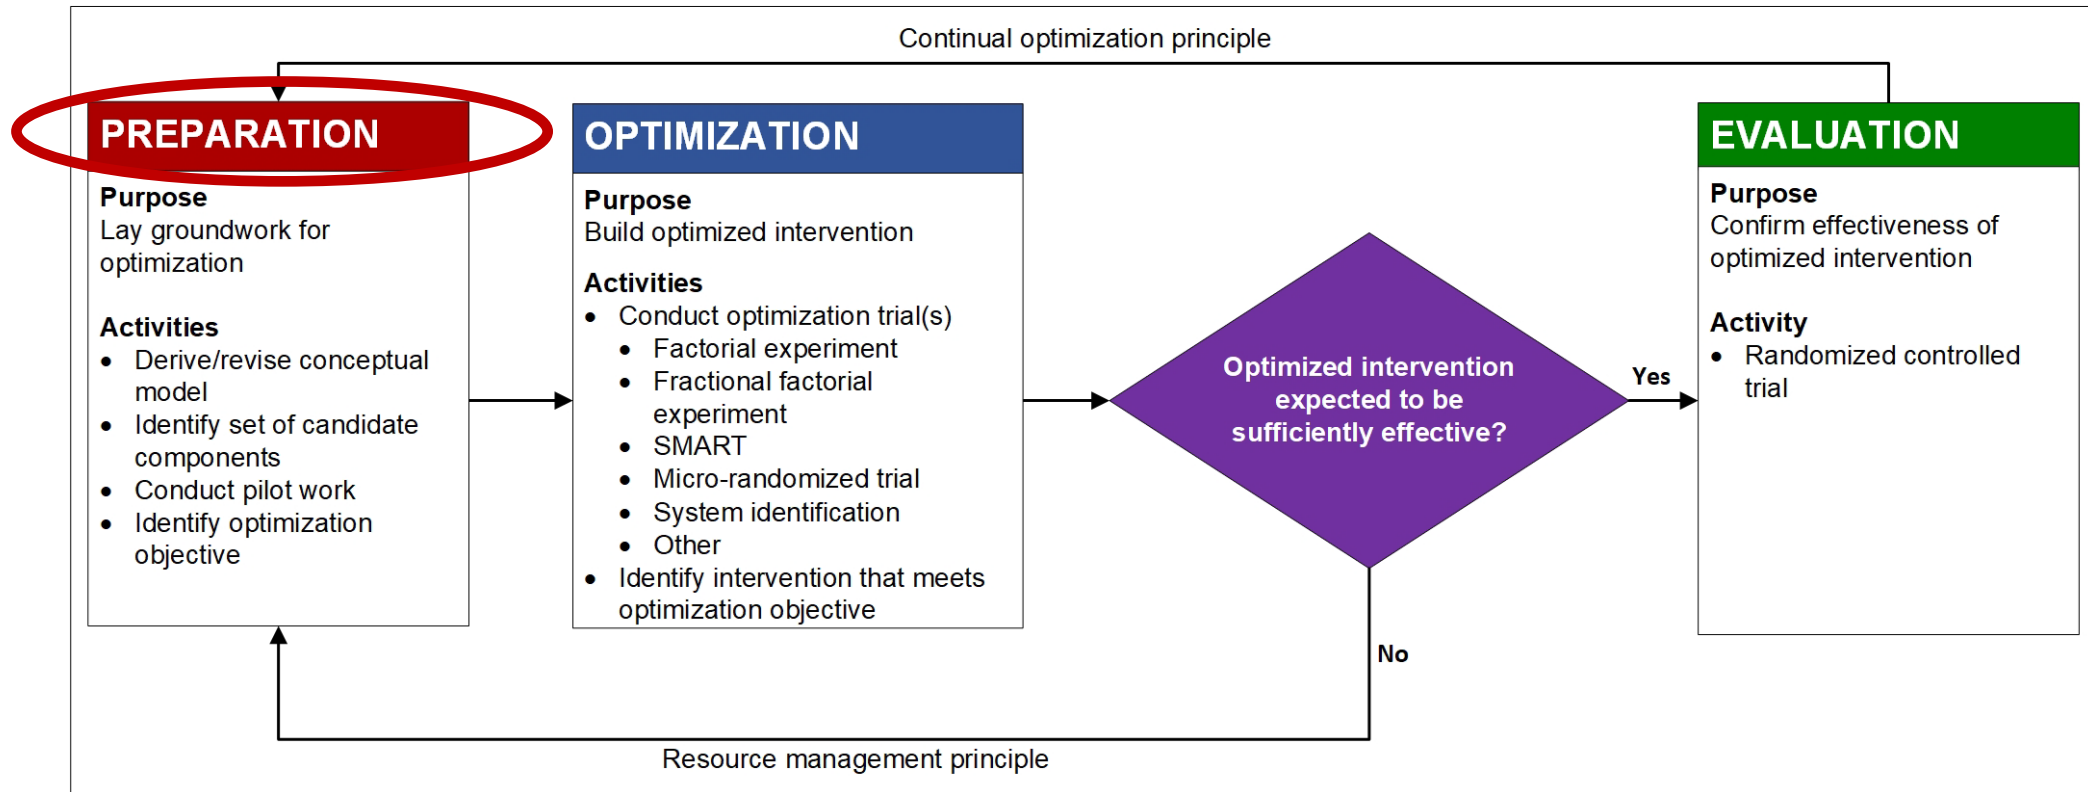 Continual optimization principle
PREPARATION
Purpose
Lay groundwork for
optimization
Activities
• Derive/revise conceptual
model
• Identify set of candidate
components
• Conduct pilot work
• Identify optimization
objective
OPTIMIZATION
Purpose
Build optimized intervention
Activities
• Conduct optimization trial(s)
• Factorial experiment
• Fractional factorial
experiment
• SMART
• Micro-randomized trial
• System identification
• Other
• Identify intervention that meets
optimization objective
Optimized intervention
expected to be
sufficiently effective?
Yes
No
EVALUATION
Purpose
Confirm effectiveness of
optimized intervention
Activity
• Randomized controlled
trial
Resource management principle